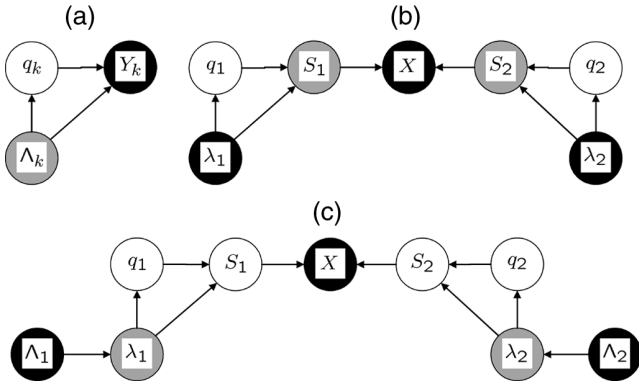 (a) (b)
q_k Y_k q_1 S_1 X S_2 q_2
Λ_k λ_1 λ_2
(c)
q_1 S_1 X S_2 q_2
Λ_1 λ_1 λ_2 Λ_2